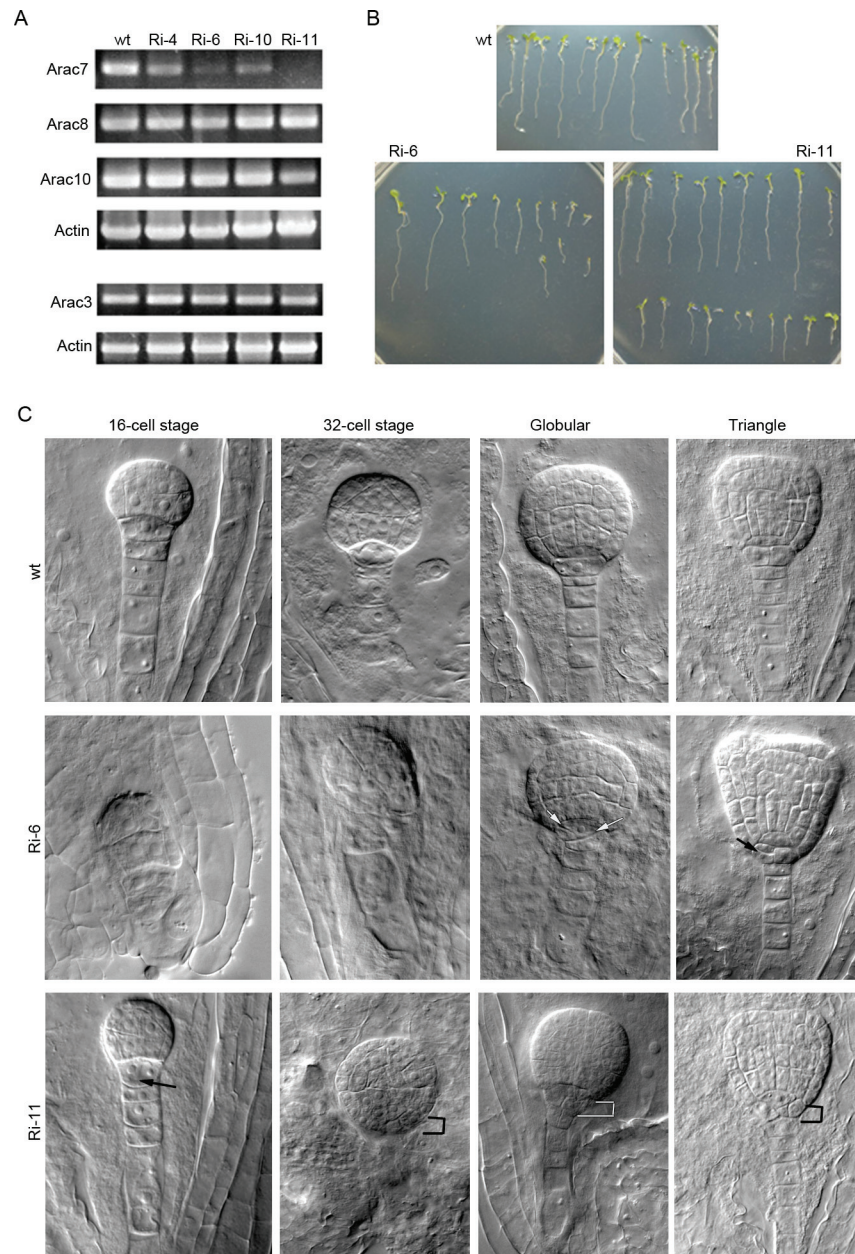 A
wt Ri-4 Ri-6 Ri-10 Ri-11
Arac7
Arac8
Arac10
Actin
Arac3
Actin
B
wt
Ri-6
Ri-11
C
16-cell stage 32-cell stage Globular Triangle
wt
Ri-6
Ri-11